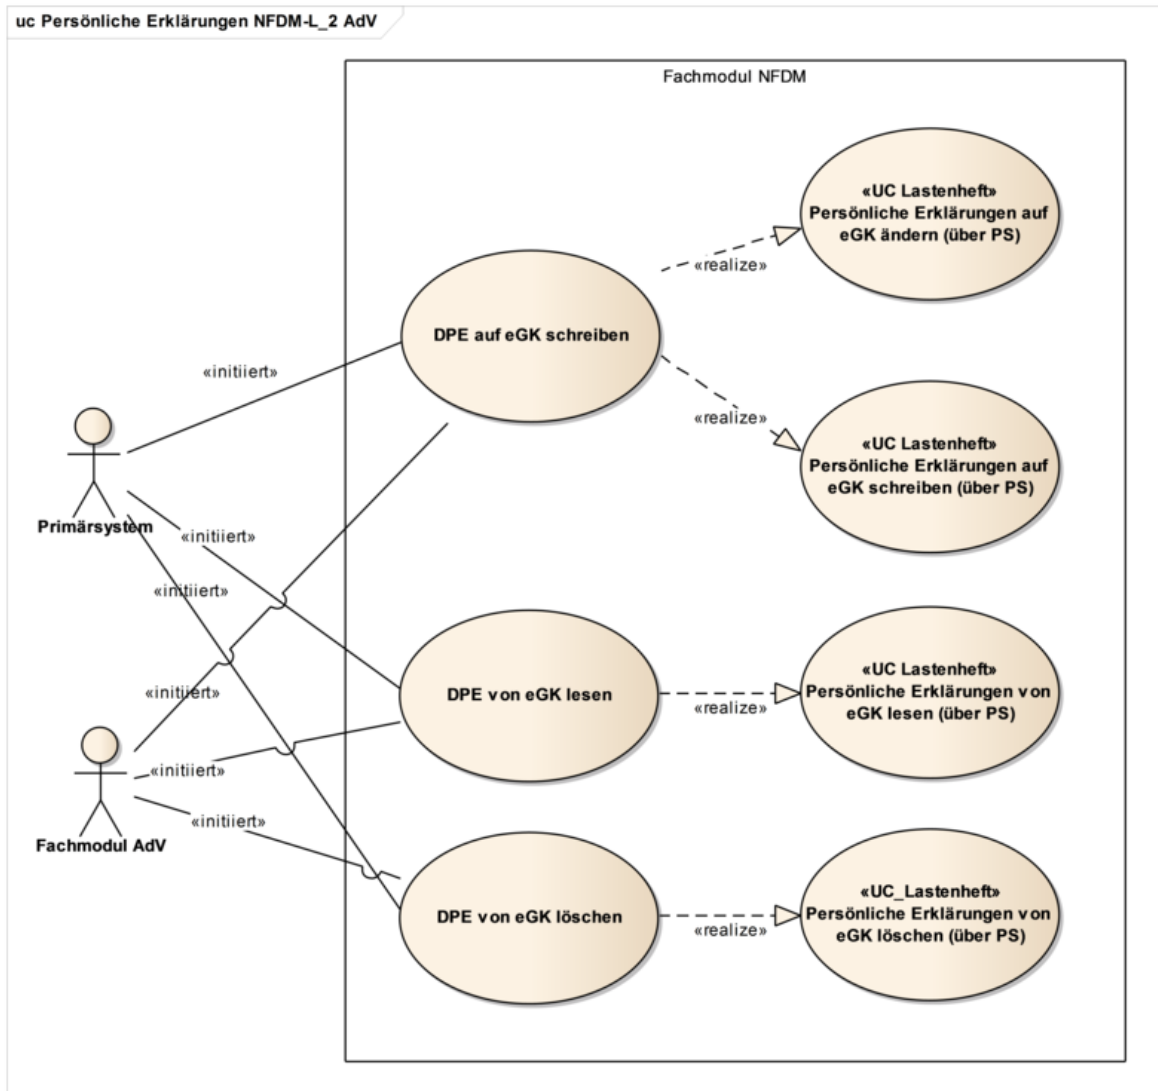 uc Persönliche Erklärungen NFDM-L_2 AdV
Fachmodul NFDM
«UC Lastenheft»
Persönliche Erklärungen auf
eGK ändern (über PS)
«realize»
DPE auf eGK schreiben
«initiiert»
«realize»
«UC Lastenheft»
Persönliche Erklärungen auf
eGK schreiben (über PS)
Primärsystem
«initiiert»
«initiiert»
«UC Lastenheft»
Persönliche Erklärungen von
eGK lesen (über PS)
DPE von eGK lesen
«realize»
«initiiert»
«initiiert»
«initiiert»
Fachmodul AdV
«UC_Lastenheft»
Persönliche Erklärungen von
eGK löschen (über PS)
DPE von eGK löschen
«realize»